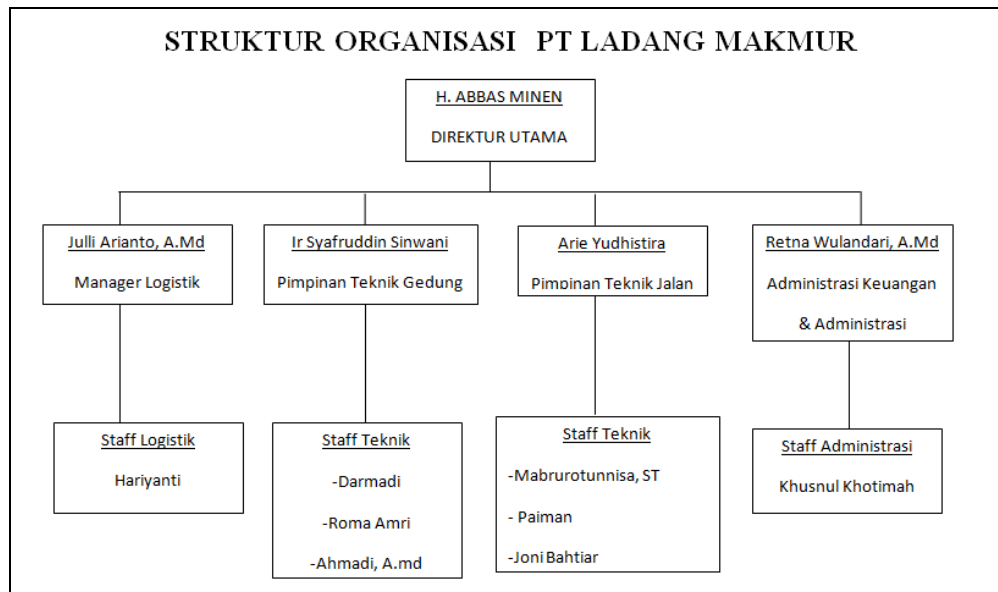 STRUKTUR ORGANISASI PT LADANG MAKMUR
H. ABBAS MINEN
DIREKTUR UTAMA
Julli Arianto, A.Md
Manager Logistik
Ir Syafruddin Sinwani
Pimpinan Teknik Gedung
Arie Yudhistira
Pimpinan Teknik Jalan
Retna Wulandari, A.Md
Administrasi Keuangan
& Administrasi
Staff Logistik
Hariyanti
Staff Teknik
-Darmadi
-Roma Amri
-Ahmadi, A.md
Staff Teknik
-Mabrurotunnisa, ST
- Paiman
-Joni Bahtiar
Staff Administrasi
Khusnul Khotimah